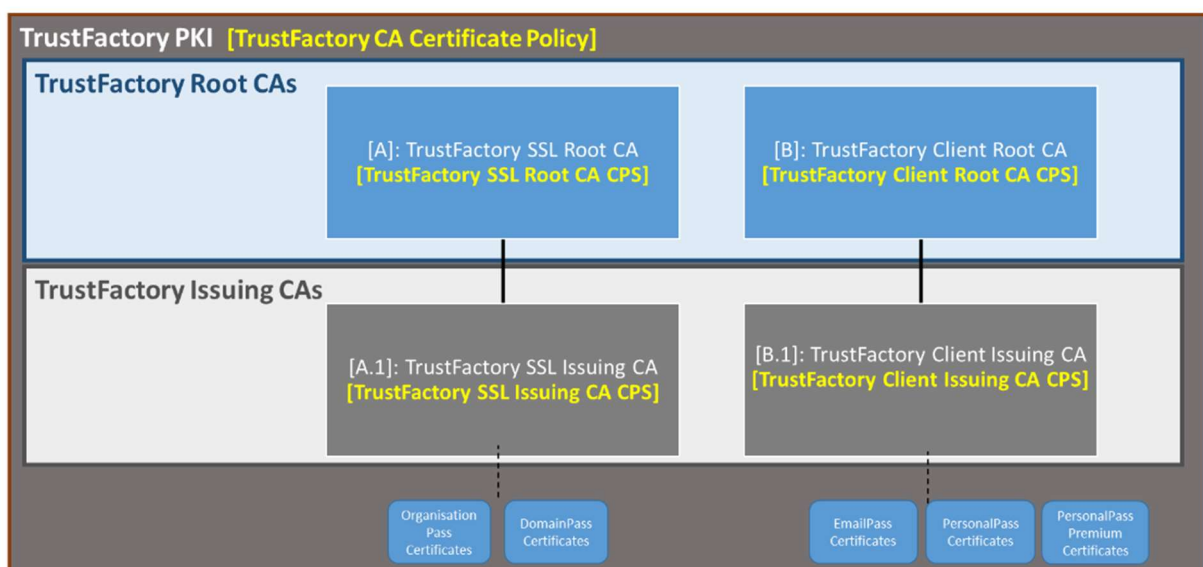 TrustFactory PKI [TrustFactory CA Certificate Policy]
TrustFactory Root CAs
[A]: TrustFactory SSL Root CA
[TrustFactory SSL Root CA CPS]
[B]: TrustFactory Client Root CA
[TrustFactory Client Root CA CPS]
TrustFactory Issuing CAs
[A.1]: TrustFactory SSL Issuing CA
[TrustFactory SSL Issuing CA CPS]
[B.1]: TrustFactory Client Issuing CA
[TrustFactory Client Issuing CA CPS]
Organisation
Pass
Certificates
DomainPass
Certificates
EmailPass
Certificates
PersonalPass
Certificates
PersonalPass
Premium
Certificates